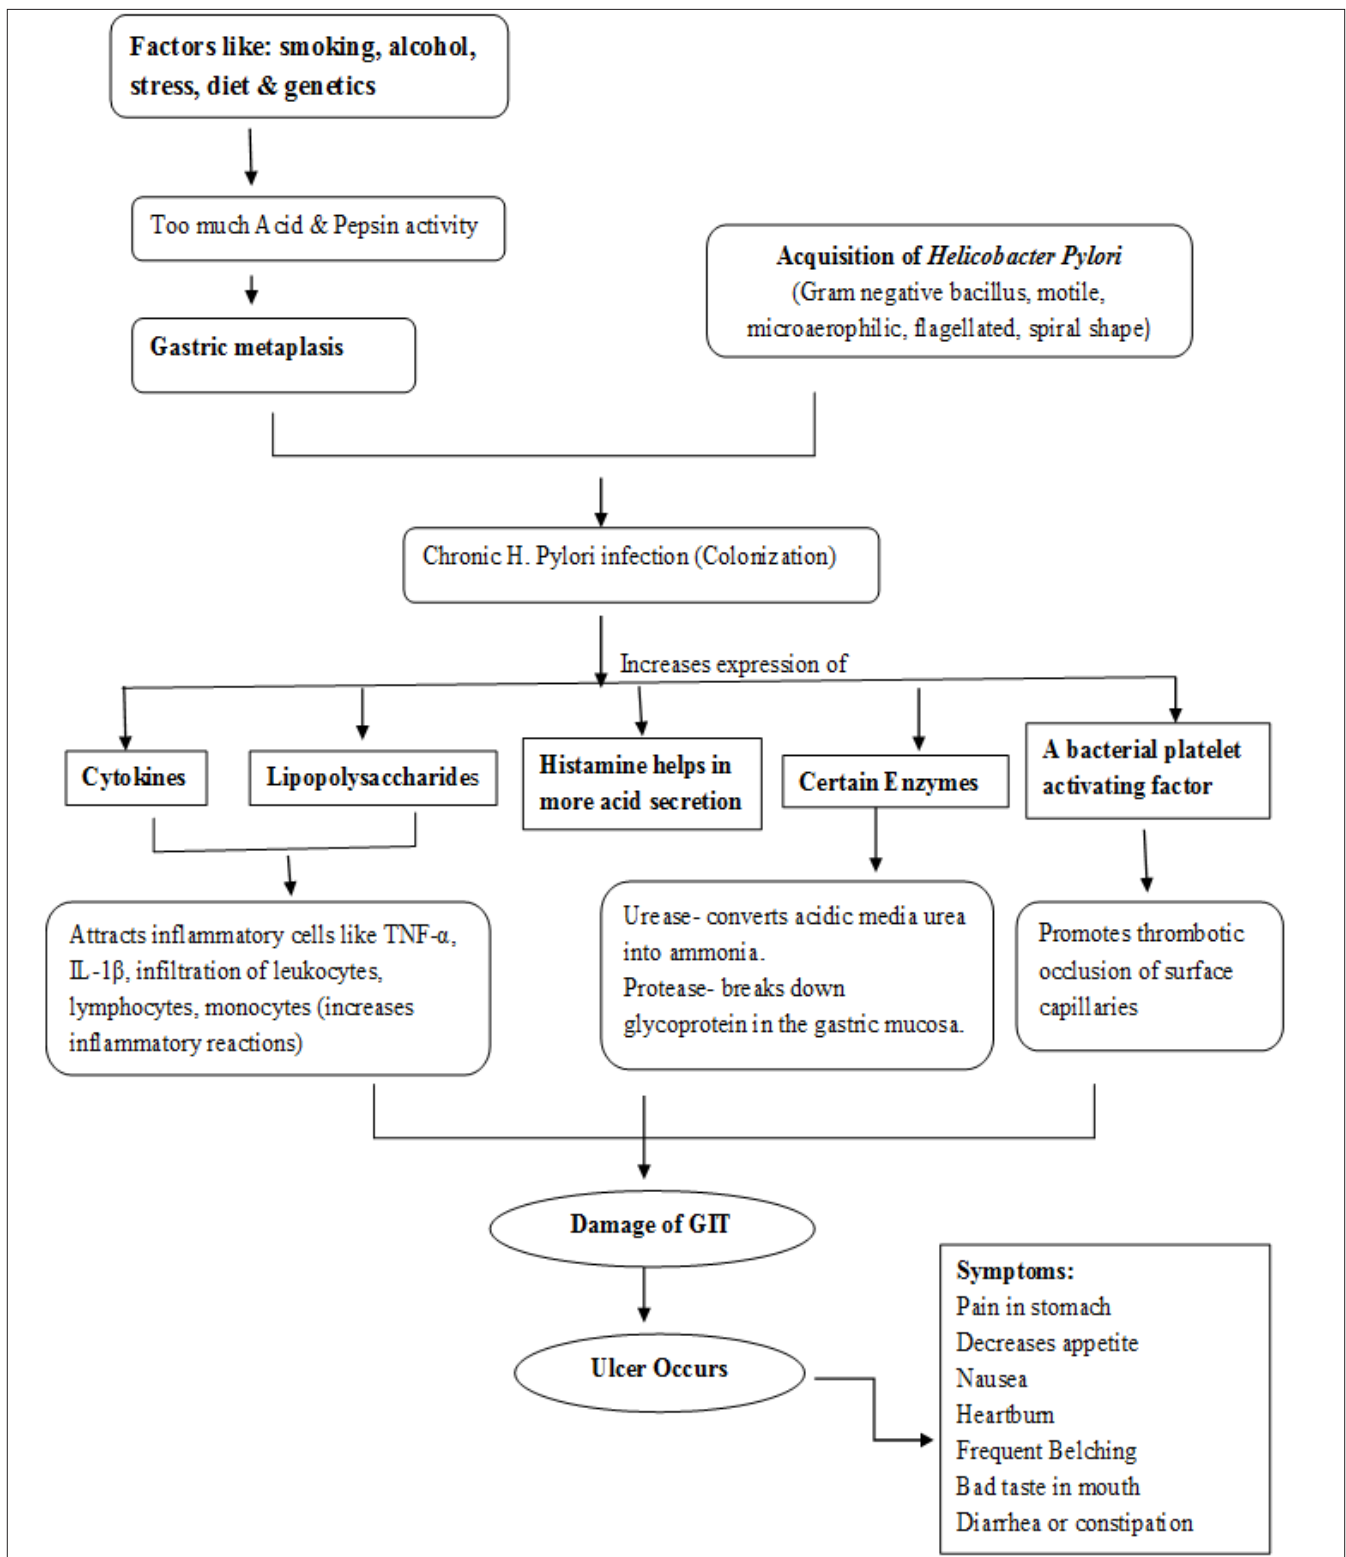 Factors like: smoking, alcohol,
stress, diet & genetics
Too much Acid & Pepsin activity
Acquisition of Helicobacter Pylori
(Gram negative bacillus, motile,
microaerophilic, flagellated, spiral shape)
Gastric metaplasis
Chronic H. Pylori infection (Colonization)
Increases expression of
Cytokines
Lipopolysaccharides
Histamine helps in
more acid secretion
Certain Enzymes
A bacterial platelet
activating factor
Attracts inflammatory cells like TNF-α,
IL-1β, infiltration of leukocytes,
lymphocytes, monocytes (increases
inflammatory reactions)
Urease- converts acidic media urea
into ammonia.
Protease- breaks down
glycoprotein in the gastric mucosa.
Promotes thrombotic
occlusion of surface
capillaries
Damage of GIT
Ulcer Occurs
Symptoms:
Pain in stomach
Decreases appetite
Nausea
Heartburn
Frequent Belching
Bad taste in mouth
Diarrhea or constipation